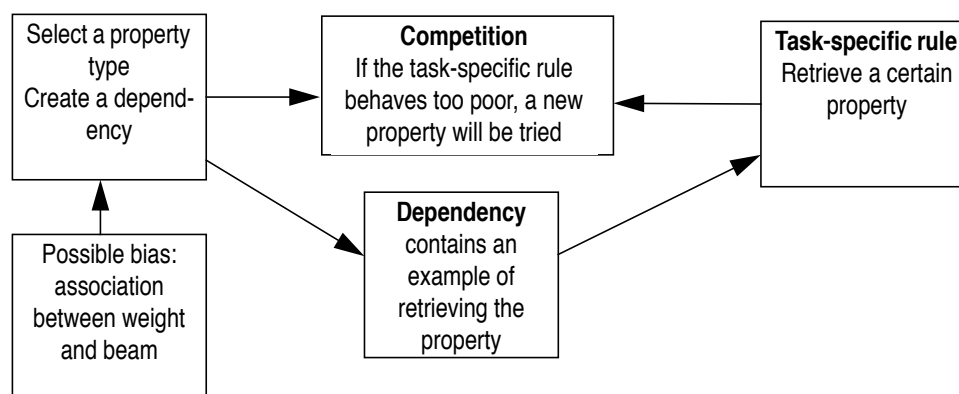 Select a property
type
Create a depend-
ency
Competition
If the task-specific rule
behaves too poor, a new
property will be tried
Task-specific rule
Retrieve a certain
property
Possible bias:
association
between weight
and beam
Dependency
contains an
example of
retrieving the
property